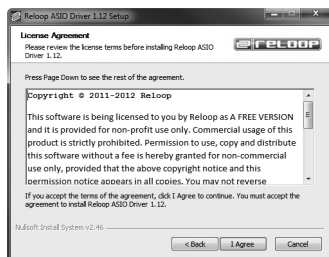 Reloop ASIO Driver 1.12 Setup
License Agreement
Please review the license terms before installing Reloop ASIO
Driver 1.12.
reloop
Press Page Down to see the rest of the agreement.
Copyright © 2011-2012 Reloop
This software is being licensed to you by Reloop as A FREE VERSION
and it is provided for non-profit use only. Commercial usage of this
product is strictly prohibited. Permission to use, copy and distribute
this software without a fee is hereby granted for non-commercial
use only, provided that the above copyright notice and this
permission notice appears in all copies. You may not reverse
If you accept the terms of the agreement, click I Agree to continue. You must accept the
agreement to install Reloop ASIO Driver 1.12.
Nullsoft Install System v2.46
< Back
I Agree
Cancel